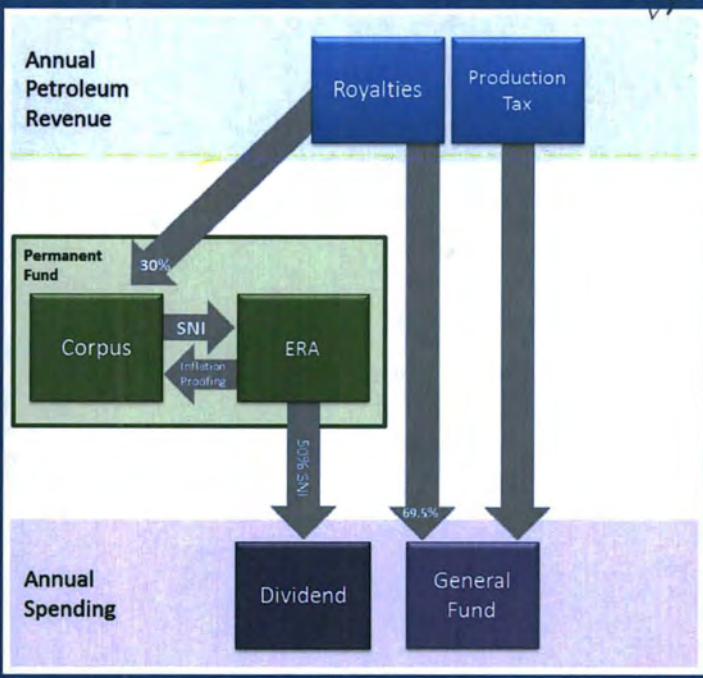 Annual
Petroleum
Revenue
Royalties
Production
Tax
30%
Permanent
Fund
Corpus
SNI
ERA
Inflation
Proofing
50% SNI
69.5%
Annual
Spending
Dividend
General
Fund